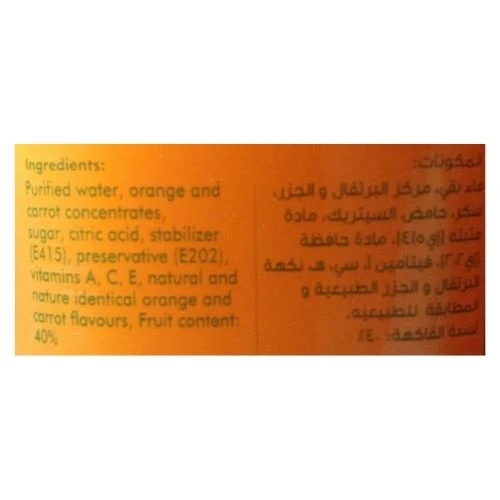 Ingredients:
Purified water, orange and
carrot concentrates,
sugar, citric acid, stabilizer
(E415), preservative (E202),
vitamins A, C, E, natural and
nature identical orange and
carrot flavours, Fruit content:
40%
المكونات:
ماء نقي، مركز البرتقال و الجزر،
سكر، حامض السيتريك، مادة
مثبته (إي ٤١٥)، مادة حافظة
(إي ٢٠٢)، فيتامين أ، سي، هـ، نكهة
البرتقال و الجزر الطبيعية و
المطابقة للطبيعيه.
نسبة الفاكهة: ٤٠٪